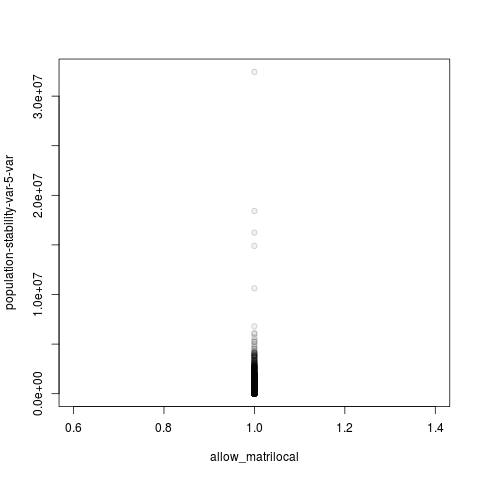 3.0e+07
2.0e+07
1.0e+07
0.0e+00
population-stability-var-5-var
0.6
0.8
1.0
1.2
1.4
allow_matrilocal